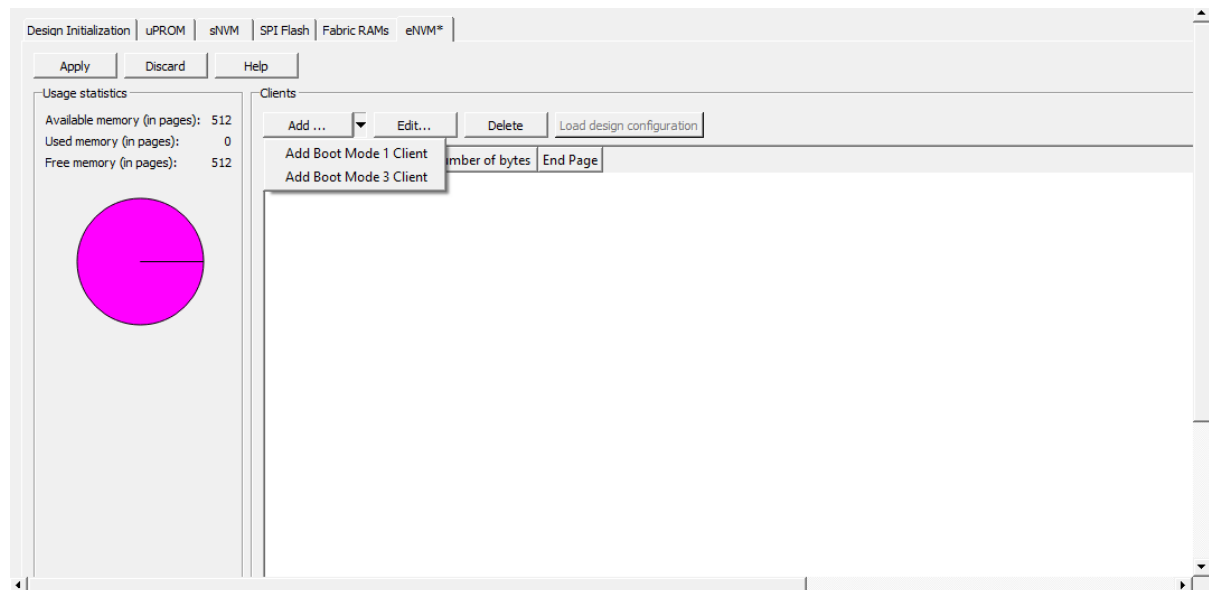 Design Initialization uPROM sNVM SPI Flash Fabric RAMs eNVM*
Apply Discard Help
Usage statistics
Available memory (in pages): 512
Used memory (in pages): 0
Free memory (in pages): 512
Clients
Add ... Edit... Delete Load design configuration
Add Boot Mode 1 Client
Add Boot Mode 3 Client
of bytes End Page